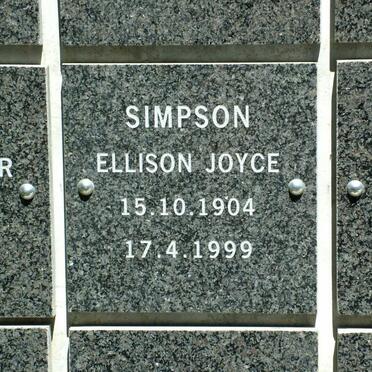 SIMPSON
ELLISON JOYCE
15.10.1904
17.4.1999
R